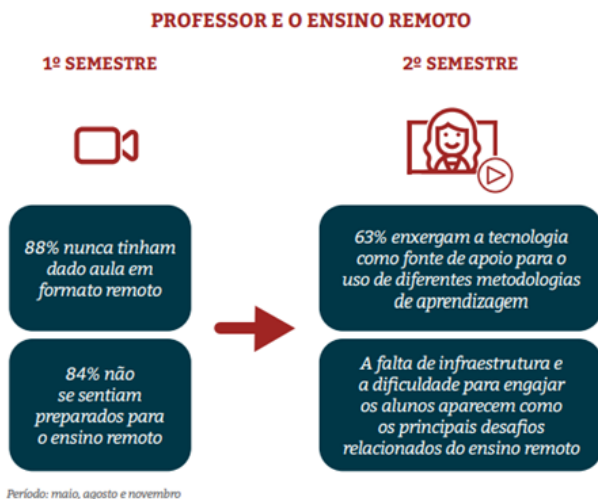 PROFESSOR E O ENSINO REMOTO
1º SEMESTRE
2º SEMESTRE
88% nunca tinham
dado aula em
formato remoto
84% não
se sentiam
preparados para
o ensino remoto
63% enxergam a tecnologia
como fonte de apoio para o
uso de diferentes metodologias
de aprendizagem
A falta de infraestrutura e
a dificuldade para engajar
os alunos aparecem como
os principais desafios
relacionados do ensino remoto
Período: maio, agosto e novembro